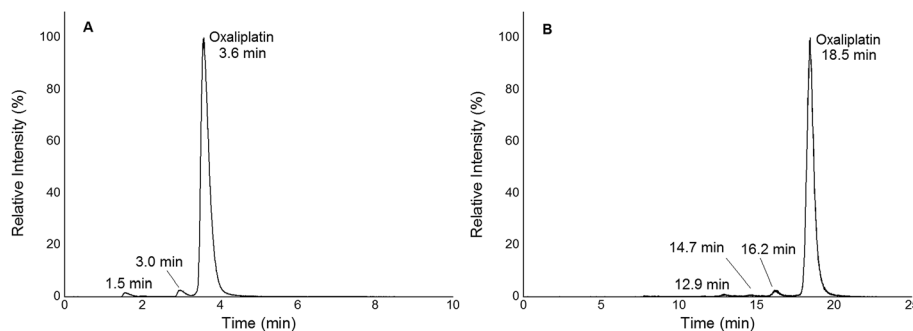 A
Relative Intensity (%)
100
80
60
40
20
0
Oxaliplatin
3.6 min
3.0 min
1.5 min
0 2 4 6 8 10
Time (min)
B
Relative Intensity (%)
100
80
60
40
20
0
Oxaliplatin
18.5 min
14.7 min
16.2 min
12.9 min
0 5 10 15 20 25
Time (min)